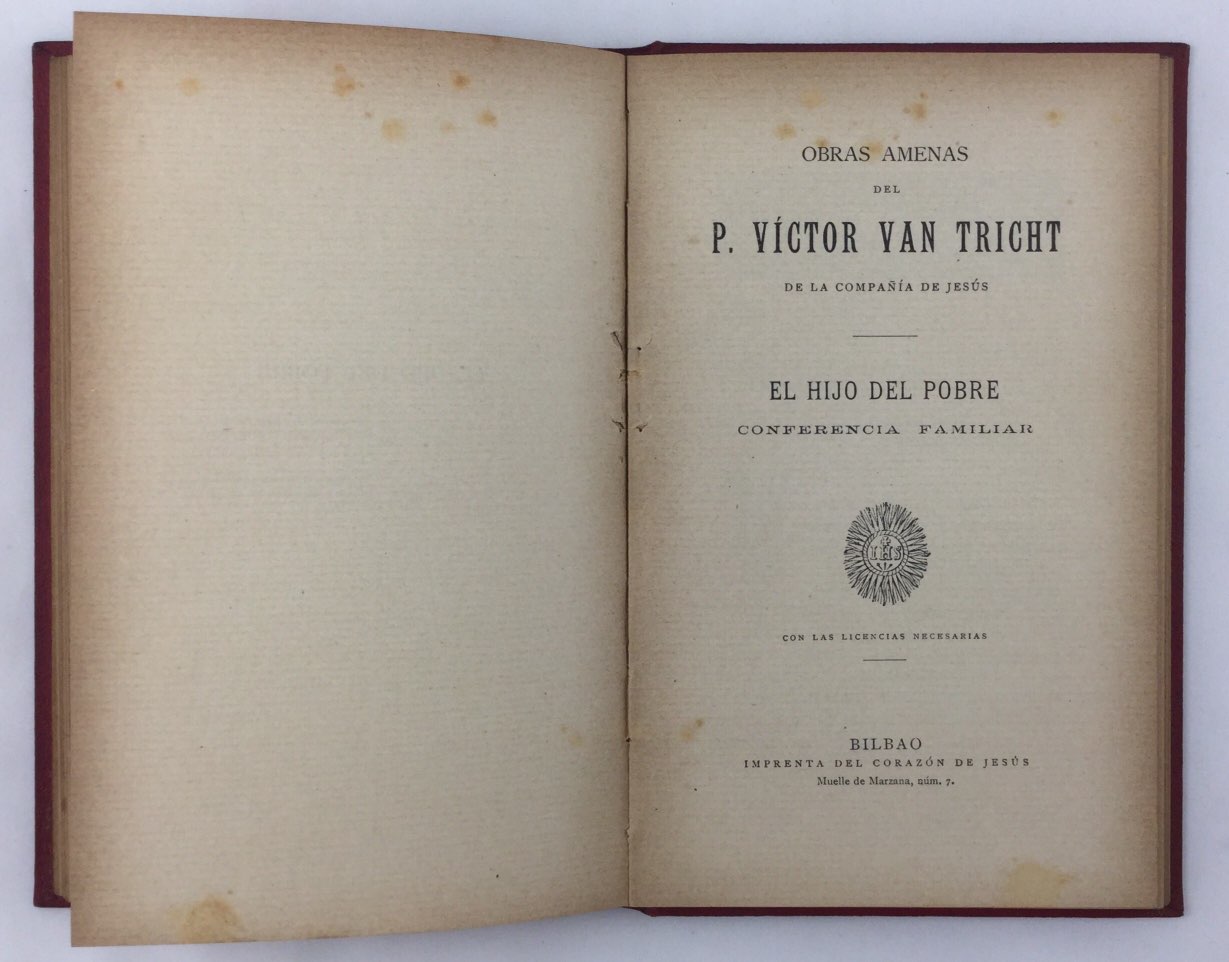 OBRAS AMENAS
DEL
P. VÍCTOR VAN TRICHT
DE LA COMPAÑÍA DE JESÚS
EL HIJO DEL POBRE
CONFERENCIA FAMILIAR
IHS
CON LAS LICENCIAS NECESARIAS
BILBAO
IMPRENTA DEL CORAZÓN DE JESÚS
Muelle de Marzana, núm. 7.